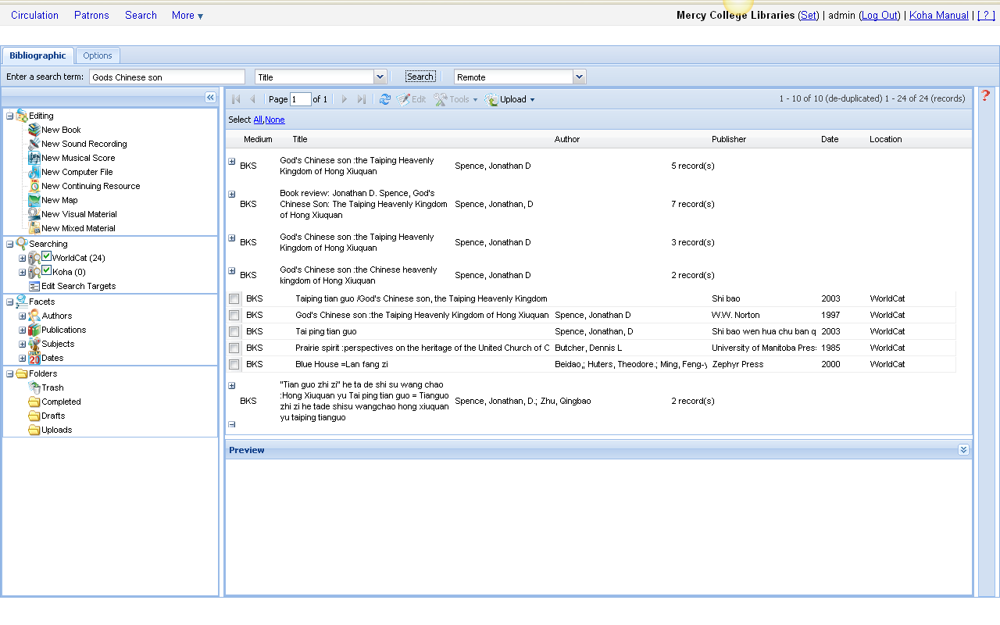 Circulation Patrons Search More ▼ Mercy College Libraries (Set) | admin (Log Out) | Koha Manual | [ ? ]
Bibliographic Options
Enter a search term: Gods Chinese son Title Search Remote
Page 1 of 1 Edit Tools Upload 1 - 10 of 10 (de-duplicated) 1 - 24 of 24 (records)
Select All,None
Medium Title Author Publisher Date Location
Editing
New Book
New Sound Recording
New Musical Score
New Computer File
New Continuing Resource
New Map
New Visual Material
New Mixed Material
Searching
WorldCat (24)
Koha (0)
Edit Search Targets
Facets
Authors
Publications
Subjects
Dates
Folders
Trash
Completed
Drafts
Uploads
God's Chinese son :the Taiping Heavenly
BKS Kingdom of Hong Xiuquan Spence, Jonathan D 5 record(s)
Book review: Jonathan D. Spence, God's
BKS Chinese Son: The Taiping Heavenly Kingdom Spence, Jonathan, D 7 record(s)
of Hong Xiuquan
God's Chinese son :the Taiping Heavenly
BKS Kingdom of Hong Xiuquan Spence, Jonathan D 3 record(s)
God's Chinese son :the Chinese heavenly
BKS kingdom of Hong Xiuquan Spence, Jonathan D 2 record(s)
BKS Taiping tian guo /God's Chinese son, the Taiping Heavenly Kingdom Shi bao 2003 WorldCat
BKS God's Chinese son :the Taiping Heavenly Kingdom of Hong Xiuquan Spence, Jonathan D W.W. Norton 1997 WorldCat
BKS Tai ping tian guo Spence, Jonathan, D Shi bao wen hua chu ban q 2003 WorldCat
BKS Prairie spirit :perspectives on the heritage of the United Church of C Butcher, Dennis L University of Manitoba Pres 1985 WorldCat
BKS Blue House =Lan fang zi Beidao,; Huters, Theodore.; Ming, Feng-y Zephyr Press 2000 WorldCat
"Tian guo zhi zi" he ta de shi su wang chao
BKS :Hong Xiuquan yu Tai ping tian guo = Tianguo Spence, Jonathan, D.; Zhu, Qingbao 2 record(s)
zhi zi he tade shisu wangchao hong xiuquan
yu taiping tianguo
Preview